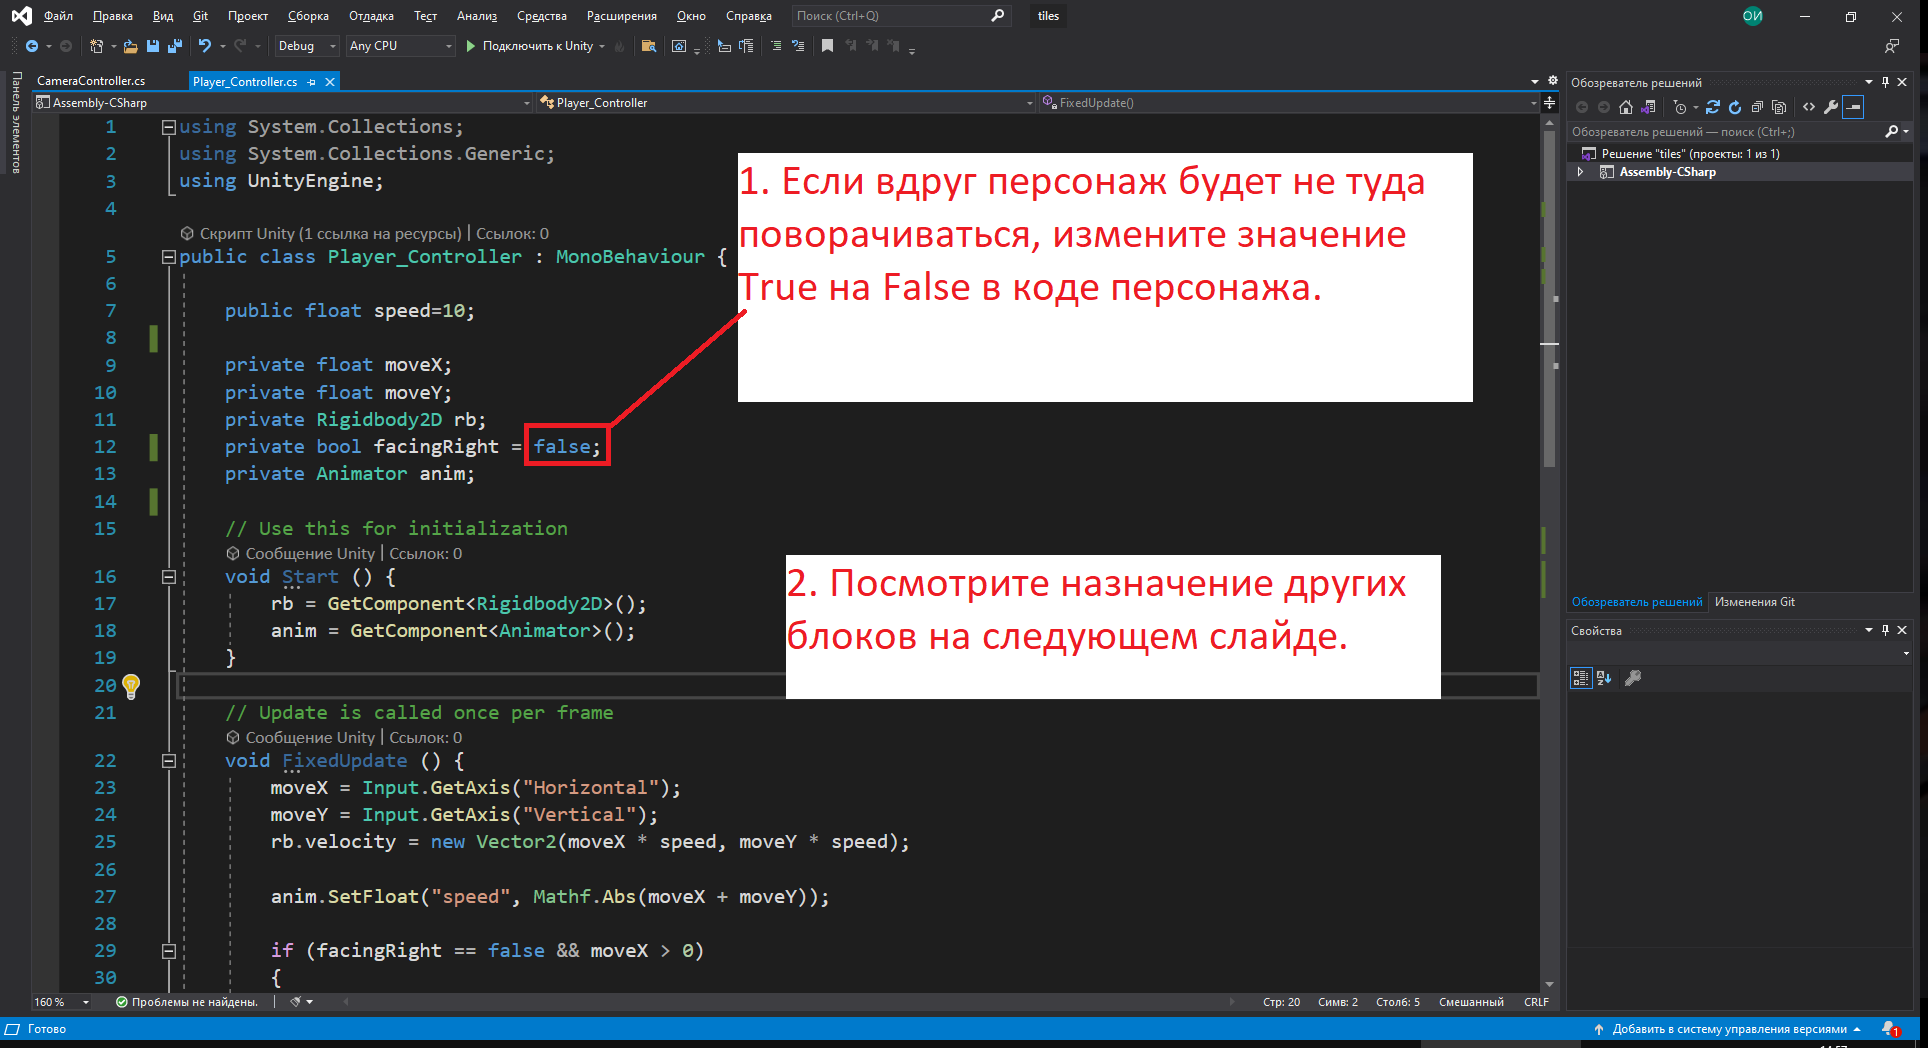 Файл Правка Вид Git Проект Сборка Отладка Тест Анализ Средства Расширения Окно Справка Поиск (Ctrl+Q) tiles ОИ
Debug Any CPU Подключить к Unity
Панель элементов
CameraController.cs Player_Controller.cs
Assembly-CSharp Player_Controller FixedUpdate()
1 using System.Collections;
2 using System.Collections.Generic;
3 using UnityEngine;
4
Скрипт Unity (1 ссылка на ресурсы) | Ссылок: 0
5 public class Player_Controller : MonoBehaviour {
6
7 public float speed=10;
8
9 private float moveX;
10 private float moveY;
11 private Rigidbody2D rb;
12 private bool facingRight = false;
13 private Animator anim;
14
15 // Use this for initialization
Сообщение Unity | Ссылок: 0
16 void Start () {
17 rb = GetComponent<Rigidbody2D>();
18 anim = GetComponent<Animator>();
19 }
20
21 // Update is called once per frame
Сообщение Unity | Ссылок: 0
22 void FixedUpdate () {
23 moveX = Input.GetAxis("Horizontal");
24 moveY = Input.GetAxis("Vertical");
25 rb.velocity = new Vector2(moveX * speed, moveY * speed);
26
27 anim.SetFloat("speed", Mathf.Abs(moveX + moveY));
28
29 if (facingRight == false && moveX > 0)
30 {
1. Если вдруг персонаж будет не туда
поворачиваться, измените значение
True на False в коде персонажа.
2. Посмотрите назначение других
блоков на следующем слайде.
Обозреватель решений
Обозреватель решений — поиск (Ctrl+;)
Решение "tiles" (проекты: 1 из 1)
Assembly-CSharp
Обозреватель решений Изменения Git
Свойства
160 % Проблемы не найдены. Стр: 20 Симв: 2 Столб: 5 Смешанный CRLF
Готово Добавить в систему управления версиями 1